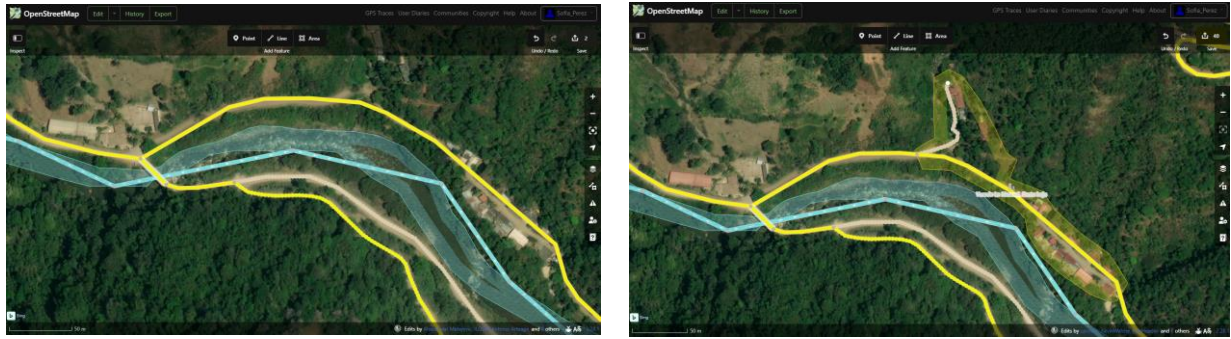 OpenStreetMap Edit History Export GPS Traces User Diaries Communities Copyright Help About Sofia_Perez
Inspect Point Line Area Add Feature Undo / Redo 2 Save
50 m
Edits by and others
OpenStreetMap Edit History Export GPS Traces User Diaries Communities Copyright Help About Sofia_Perez
Inspect Point Line Area Add Feature Undo / Redo 48 Save
50 m
Edits by and others